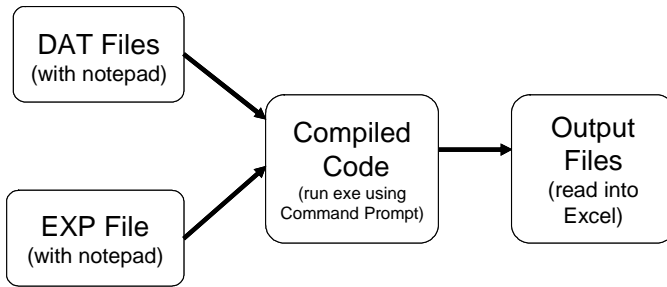 DAT Files
(with notepad)
EXP File
(with notepad)
Compiled
Code
(run exe using
Command Prompt)
Output
Files
(read into
Excel)